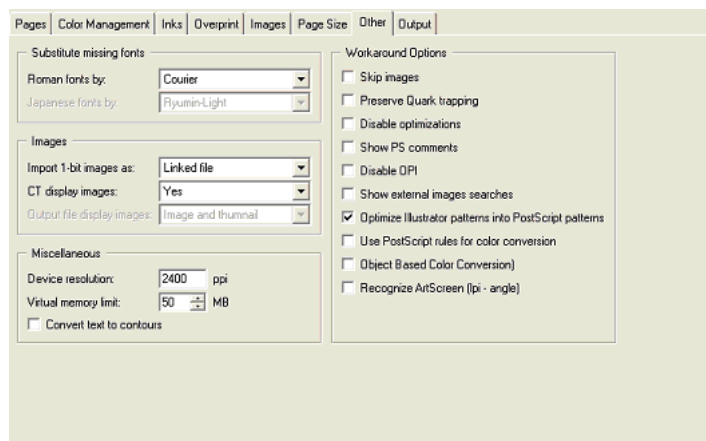 Pages Color Management Inks Overprint Images Page Size Other Output
Substitute missing fonts
Roman fonts by: Courier
Japanese fonts by: Ryumin-Light
Images
Import 1-bit images as: Linked file
CT display images: Yes
Output file display images: Image and thumnail
Miscellaneous
Device resolution: 2400 ppi
Virtual memory limit: 50 MB
Convert text to contours
Workaround Options
Skip images
Preserve Quark trapping
Disable optimizations
Show PS comments
Disable OPI
Show external images searches
Optimize Illustrator patterns into PostScript patterns
Use PostScript rules for color conversion
Object Based Color Conversion)
Recognize ArtScreen (lpi - angle)